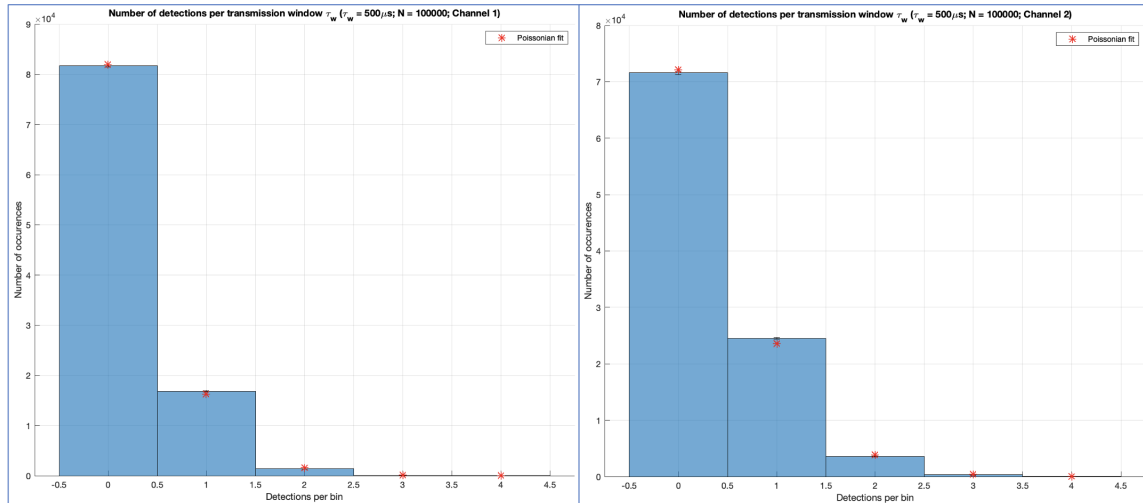 Number of detections per transmission window τw (τw = 500μs; N = 100000; Channel 1)
×10^4
Poissonian fit
9
8
7
6
5
4
3
2
1
0
Number of occurences
-0.5 0 0.5 1 1.5 2 2.5 3 3.5 4 4.5
Detections per bin
Number of detections per transmission window τw (τw = 500μs; N = 100000; Channel 2)
×10^4
Poissonian fit
8
7
6
5
4
3
2
1
0
Number of occurences
-0.5 0 0.5 1 1.5 2 2.5 3 3.5 4 4.5
Detections per bin